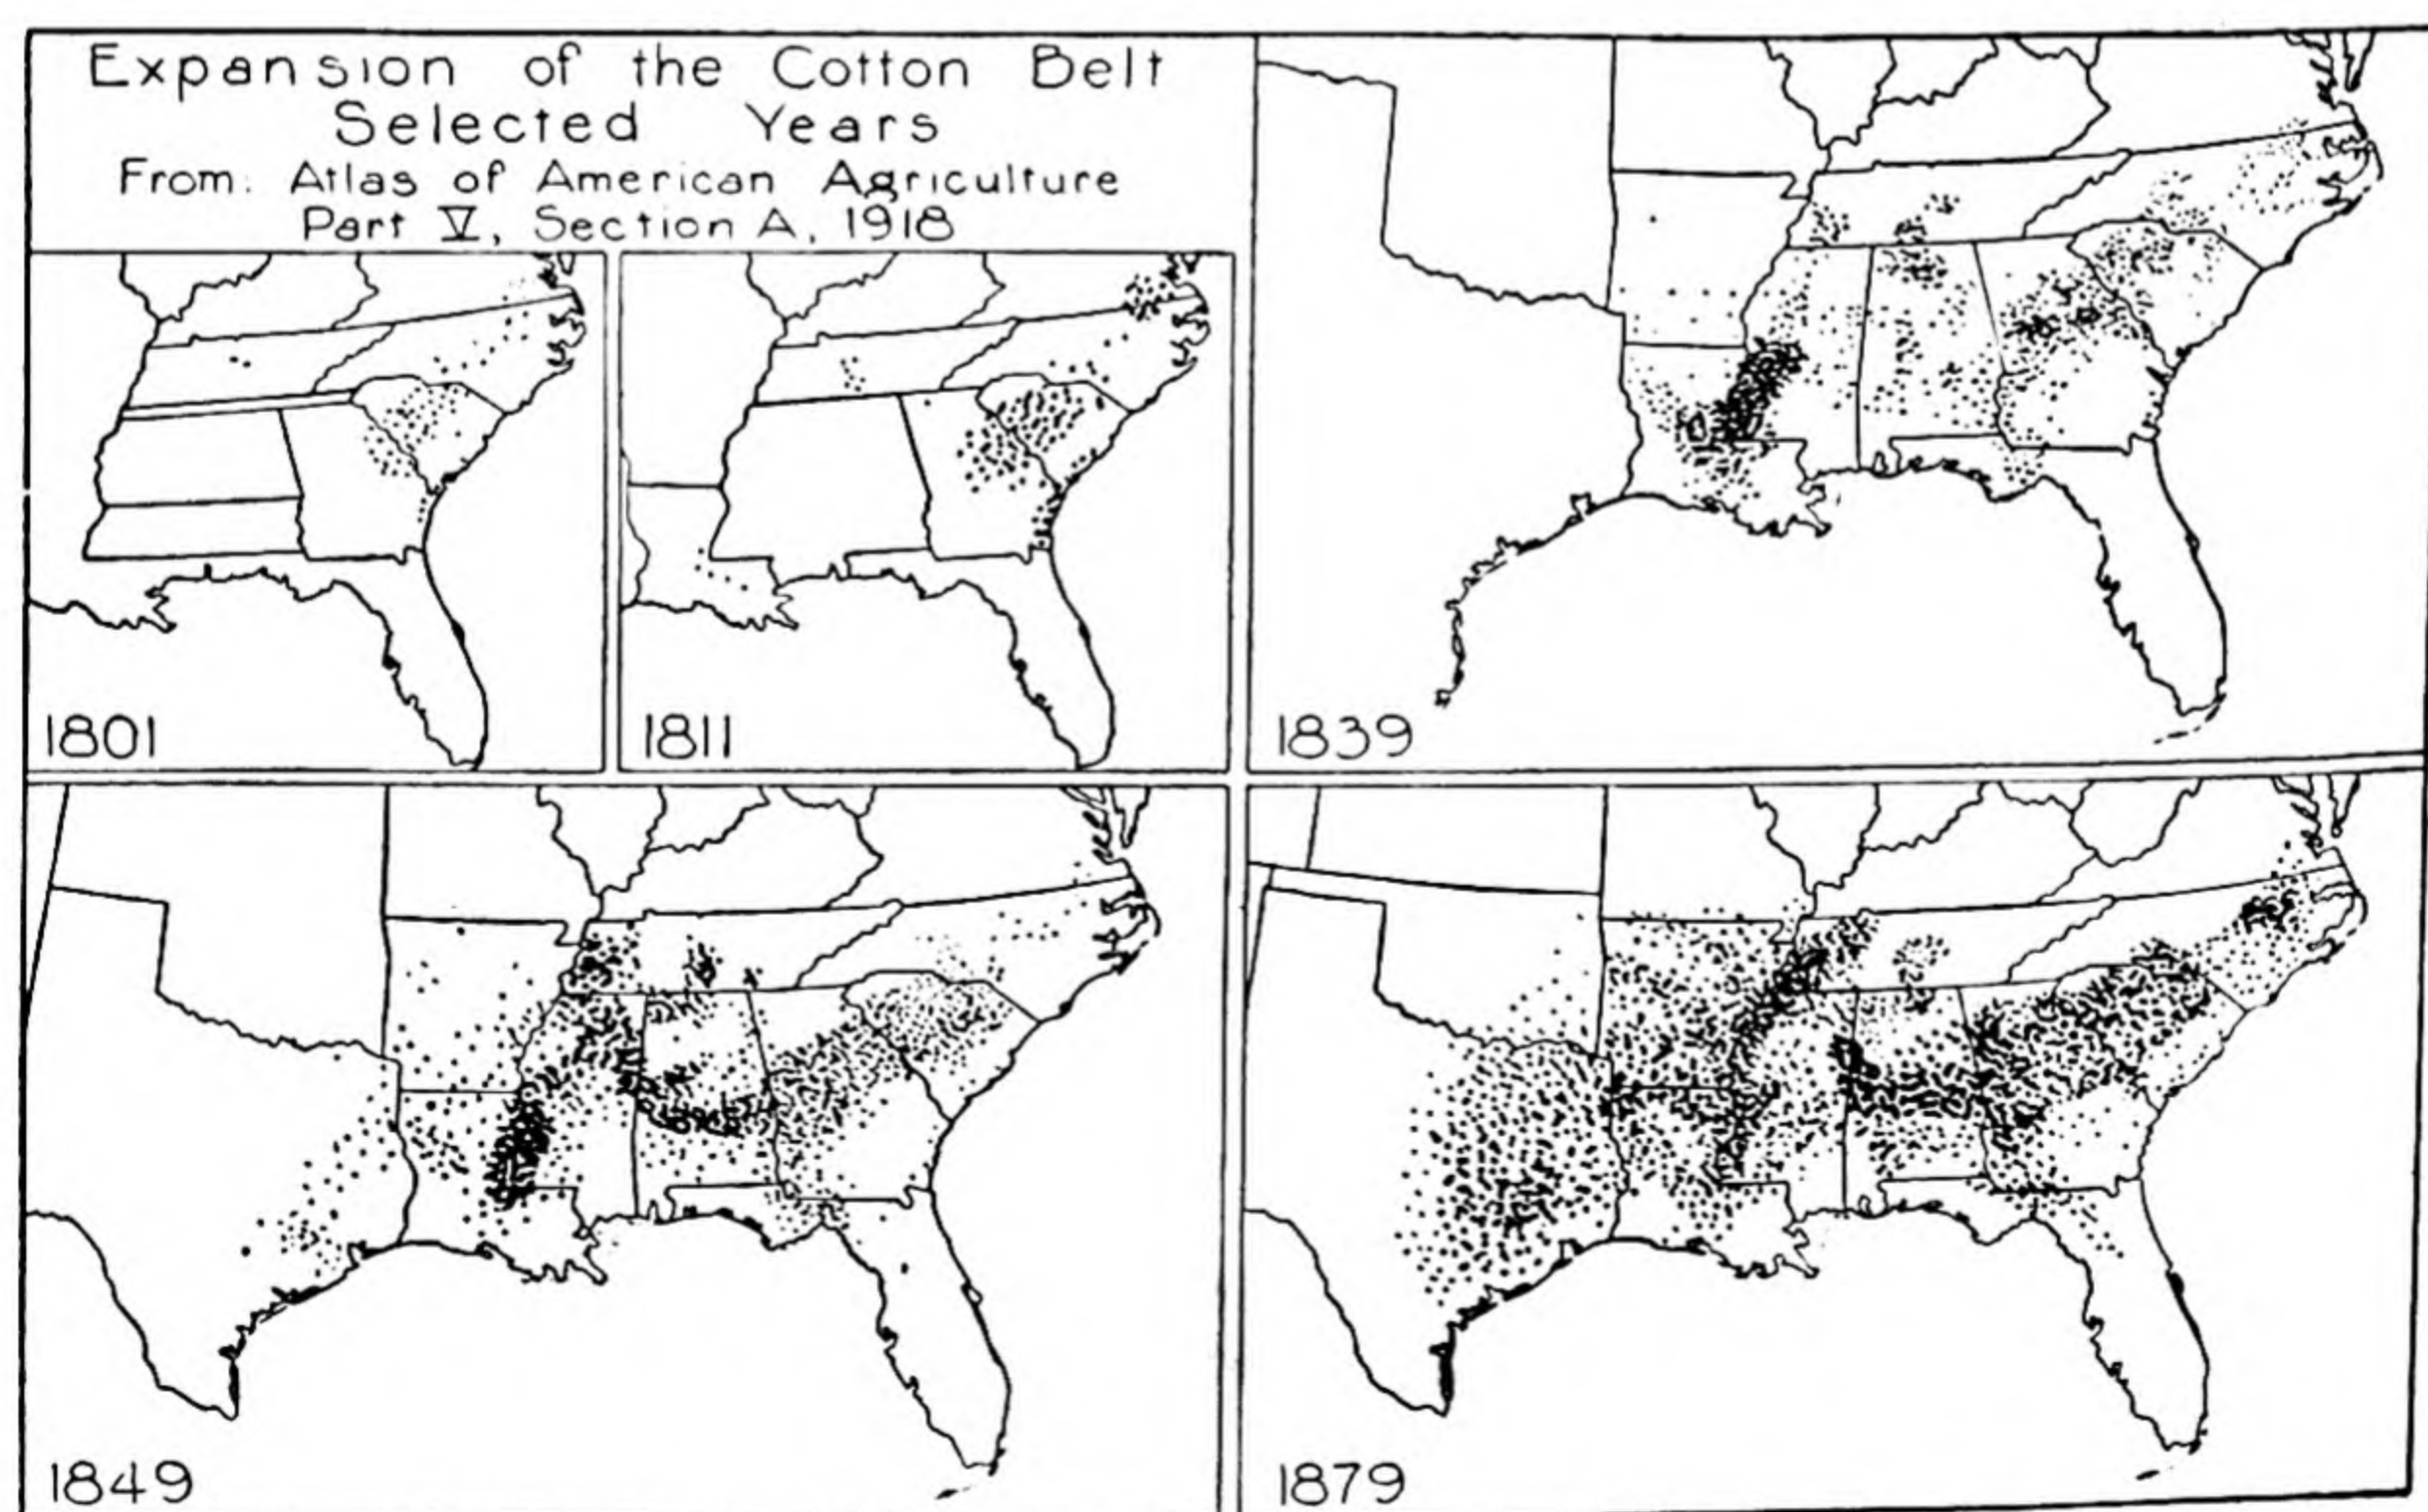 Expansion of the Cotton Belt
Selected Years
From: Atlas of American Agriculture
Part V, Section A, 1918
1801
1811
1839
1849
1879